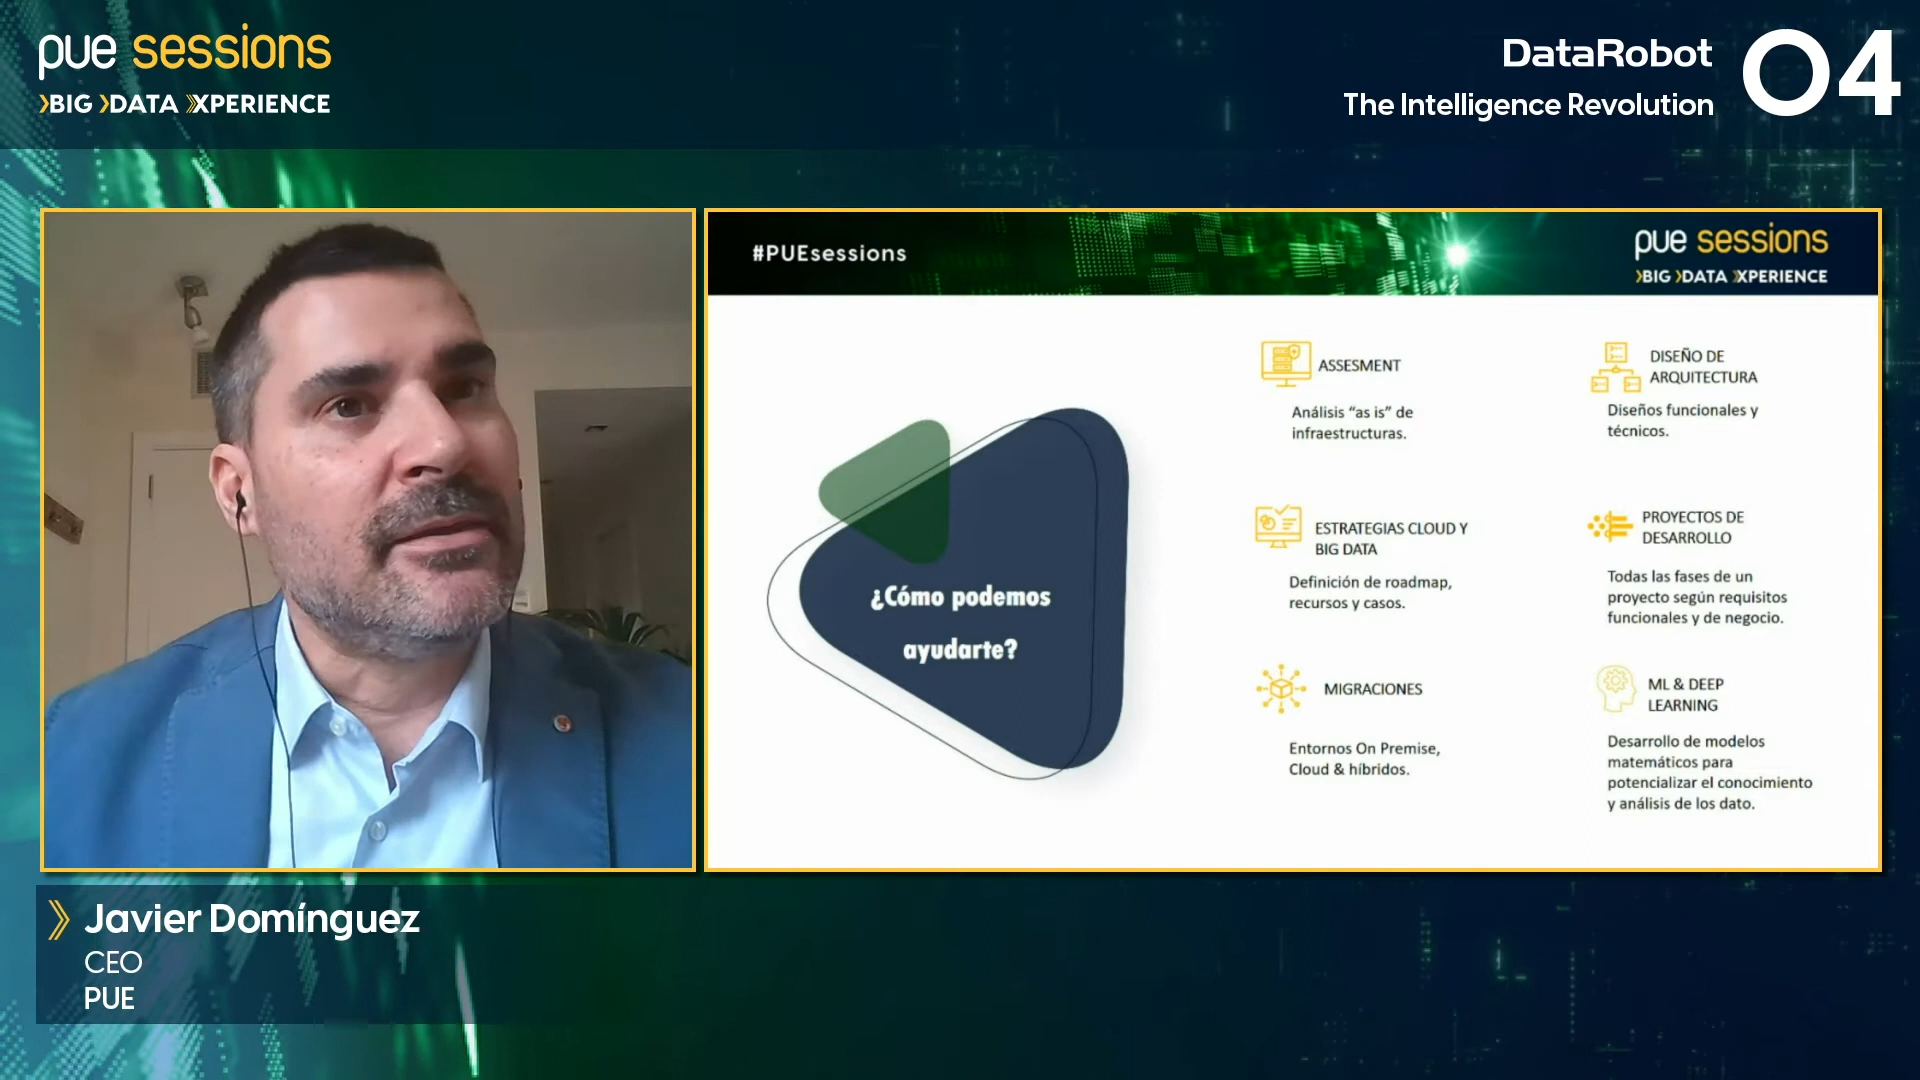 pue sessions
BIG DATA XPERIENCE
DataRobot
The Intelligence Revolution
04
#PUEsessions
pue sessions
BIG DATA XPERIENCE
¿Cómo podemos
ayudarte?
ASSESMENT
Análisis “as is” de
infraestructuras.
DISEÑO DE
ARQUITECTURA
Diseños funcionales y
técnicos.
ESTRATEGIAS CLOUD Y
BIG DATA
Definición de roadmap,
recursos y casos.
PROYECTOS DE
DESARROLLO
Todas las fases de un
proyecto según requisitos
funcionales y de negocio.
MIGRACIONES
Entornos On Premise,
Cloud & híbridos.
ML & DEEP
LEARNING
Desarrollo de modelos
matemáticos para
potencializar el conocimiento
y análisis de los dato.
Javier Domínguez
CEO
PUE